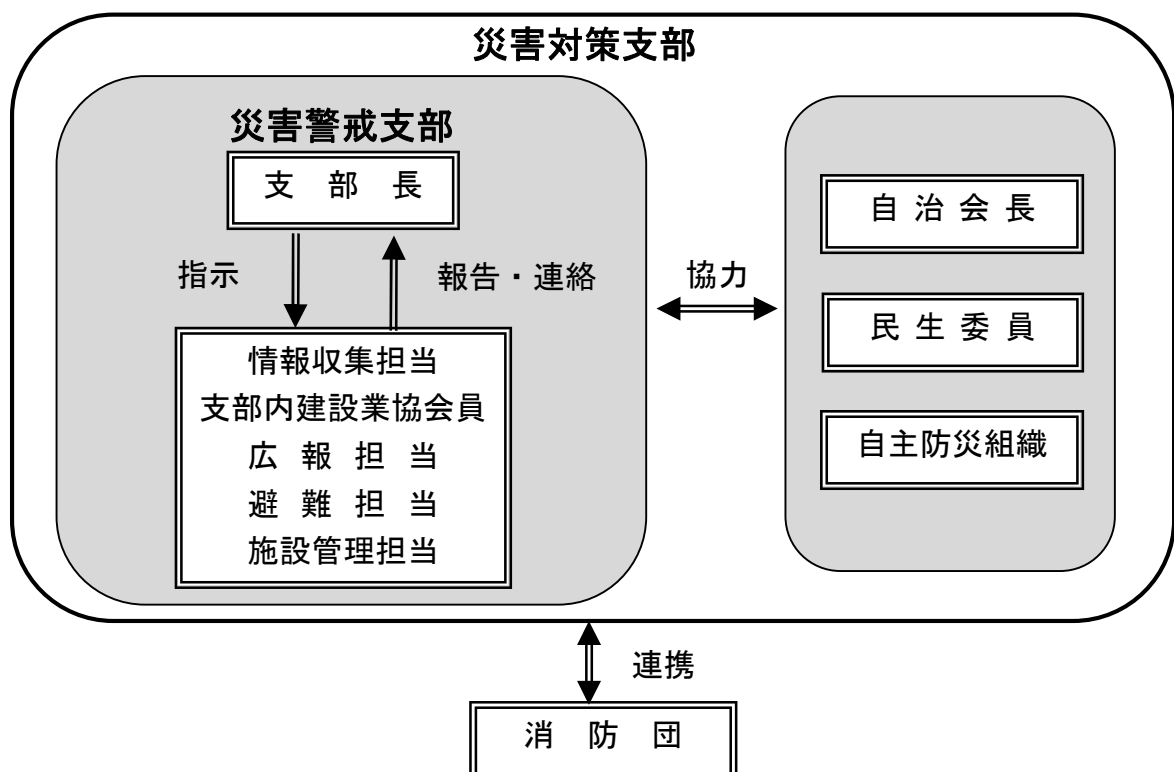 災害対策支部
災害警戒支部
支　部　長
指示
報告・連絡
情報収集担当
支部内建設業協会員
広　報　担　当
避　難　担　当
施設管理担当
協力
自 治 会 長
民 生 委 員
自主防災組織
連携
消　防　団